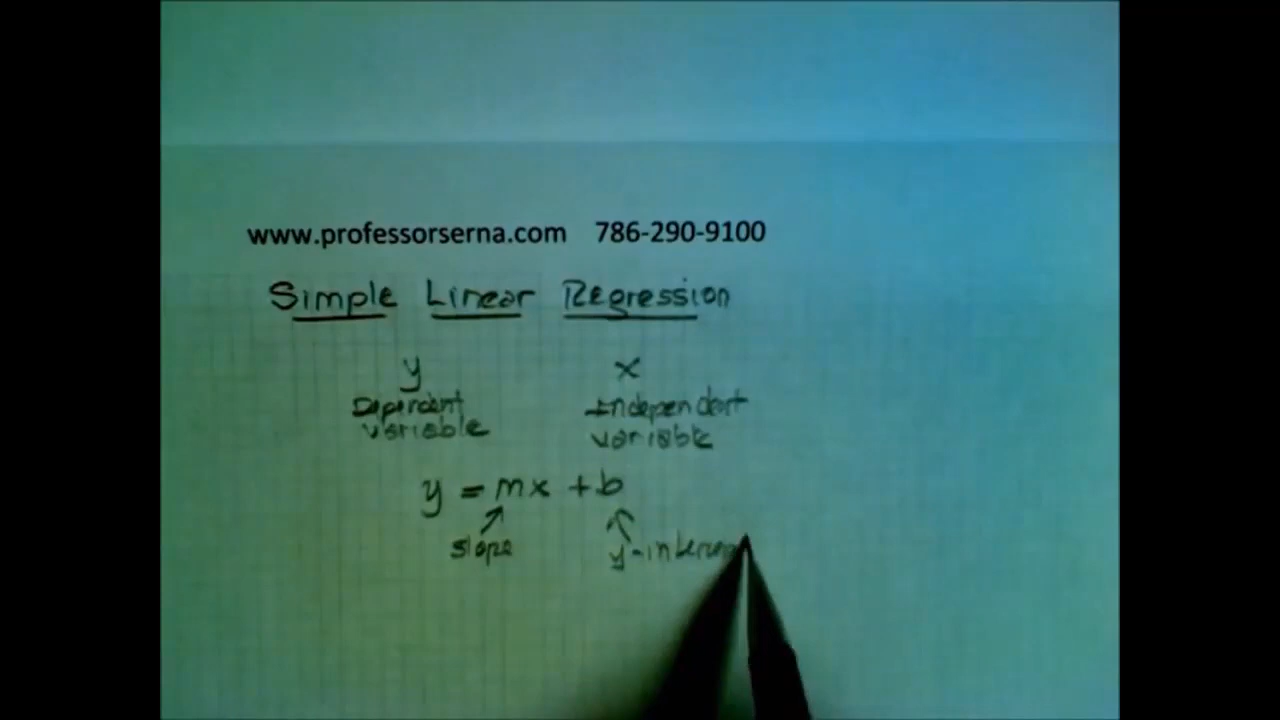 www.professorserna.com 786-290-9100
Simple Linear Regression
y x
Dependent Independent
variable variable
y = mx + b
slope